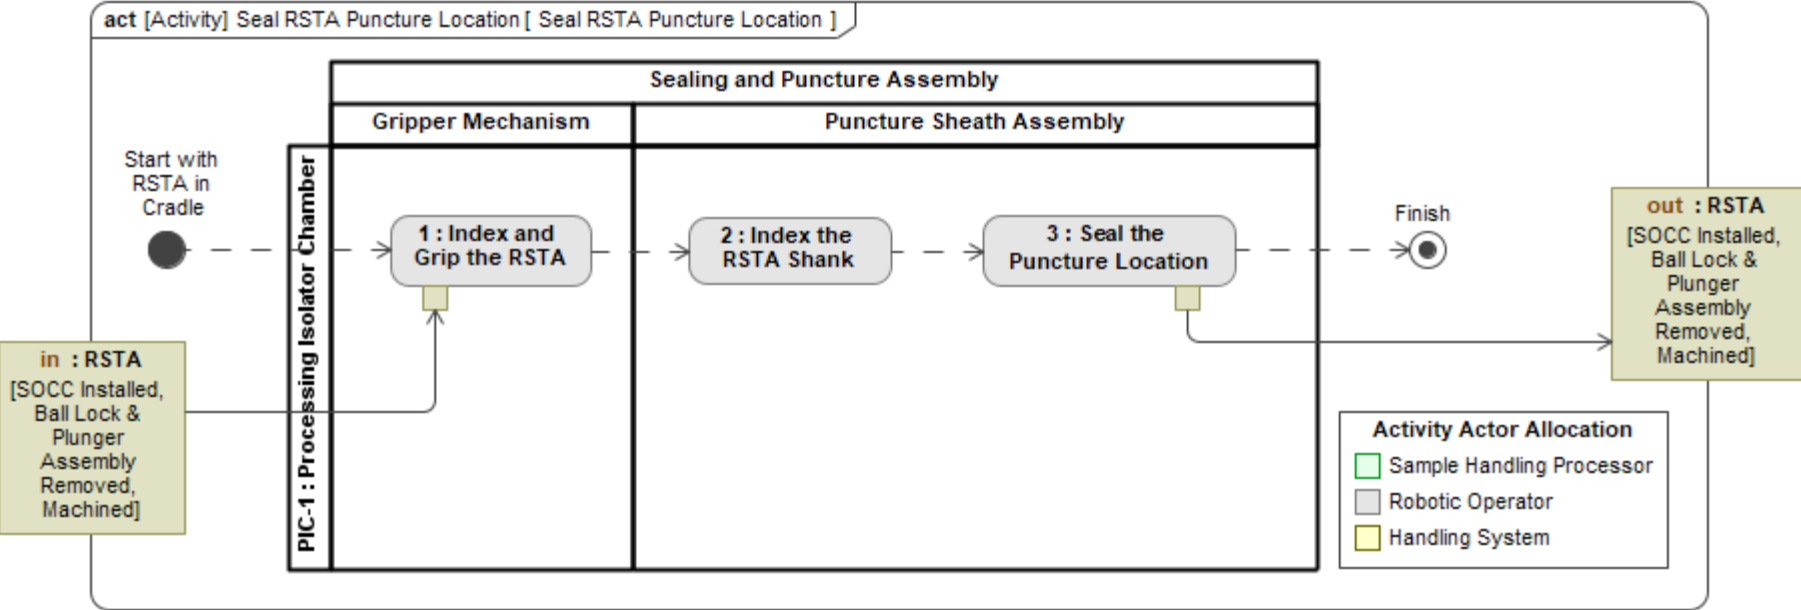 act [Activity] Seal RSTA Puncture Location [ Seal RSTA Puncture Location ]
Sealing and Puncture Assembly
Gripper Mechanism
Puncture Sheath Assembly
PIC-1 : Processing Isolator Chamber
Start with
RSTA in
Cradle
1 : Index and
Grip the RSTA
2 : Index the
RSTA Shank
3 : Seal the
Puncture Location
Finish
out : RSTA
[SOCC Installed,
Ball Lock &
Plunger
Assembly
Removed,
Machined]
in : RSTA
[SOCC Installed,
Ball Lock &
Plunger
Assembly
Removed,
Machined]
Activity Actor Allocation
Sample Handling Processor
Robotic Operator
Handling System